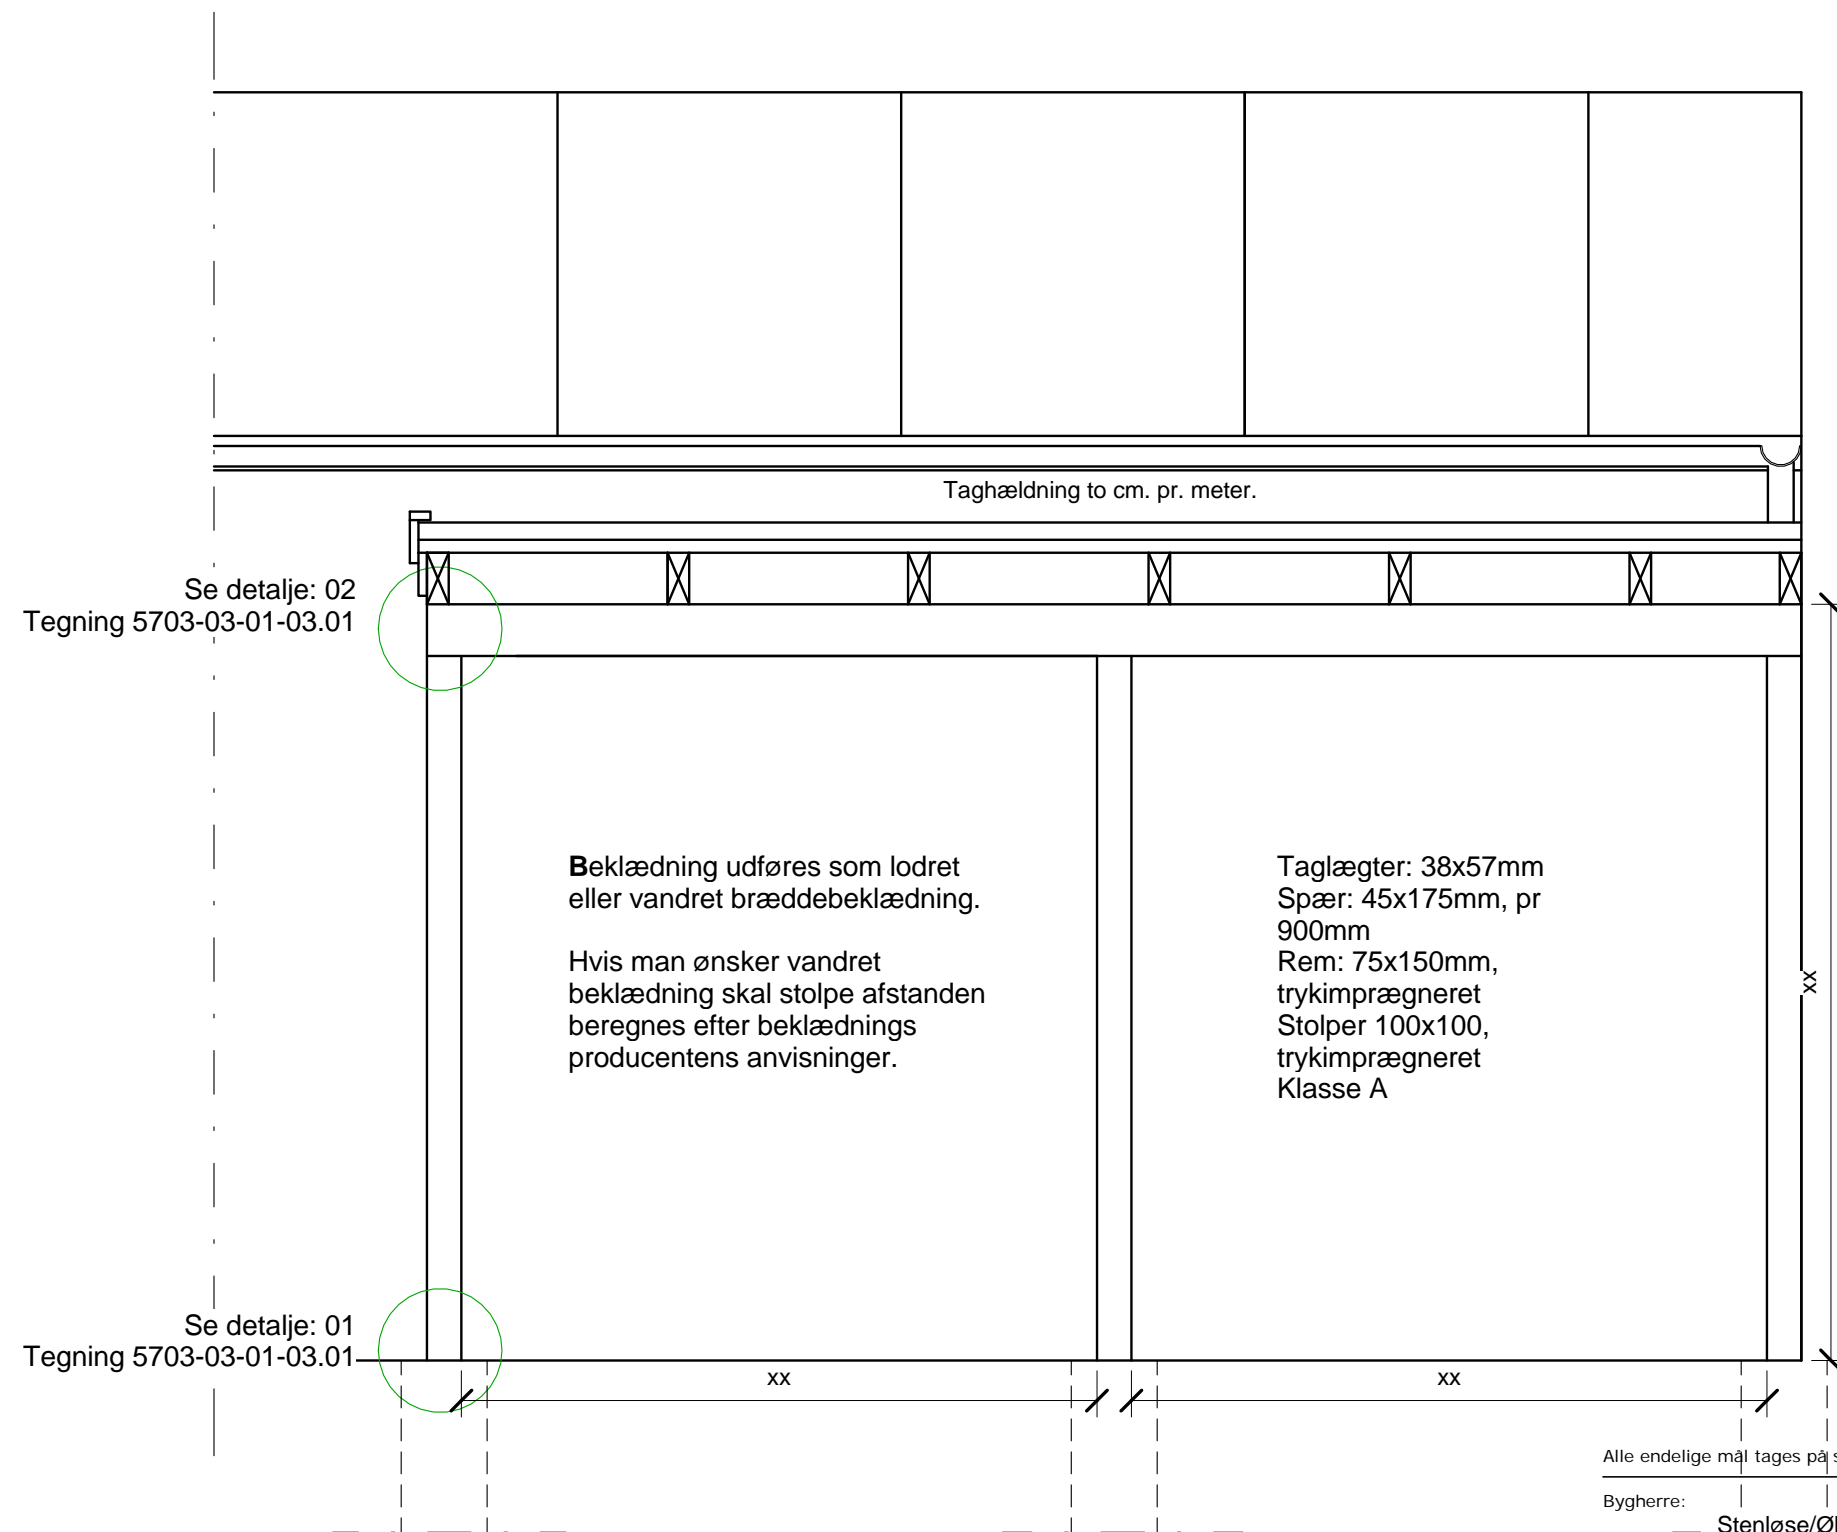 Taghældning to cm. pr. meter.
Se detalje: 02
Tegning 5703-03-01-03.01
Beklædning udføres som lodret
eller vandret bræddebeklædning.
Hvis man ønsker vandret
beklædning skal stolpe afstanden
beregnes efter beklædnings
producentens anvisninger.
Taglægter: 38x57mm
Spær: 45x175mm, pr
900mm
Rem: 75x150mm,
trykimprægneret
Stolper 100x100,
trykimprægneret
Klasse A
xx
Se detalje: 01
Tegning 5703-03-01-03.01
xx
xx
Alle endelige mål tages på
Bygherre: